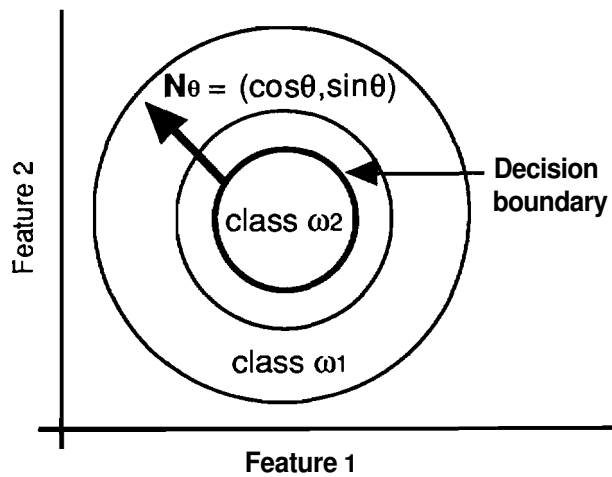 Nθ = (cosθ,sinθ)
Decision
boundary
class ω2
class ω1
Feature 2
Feature 1